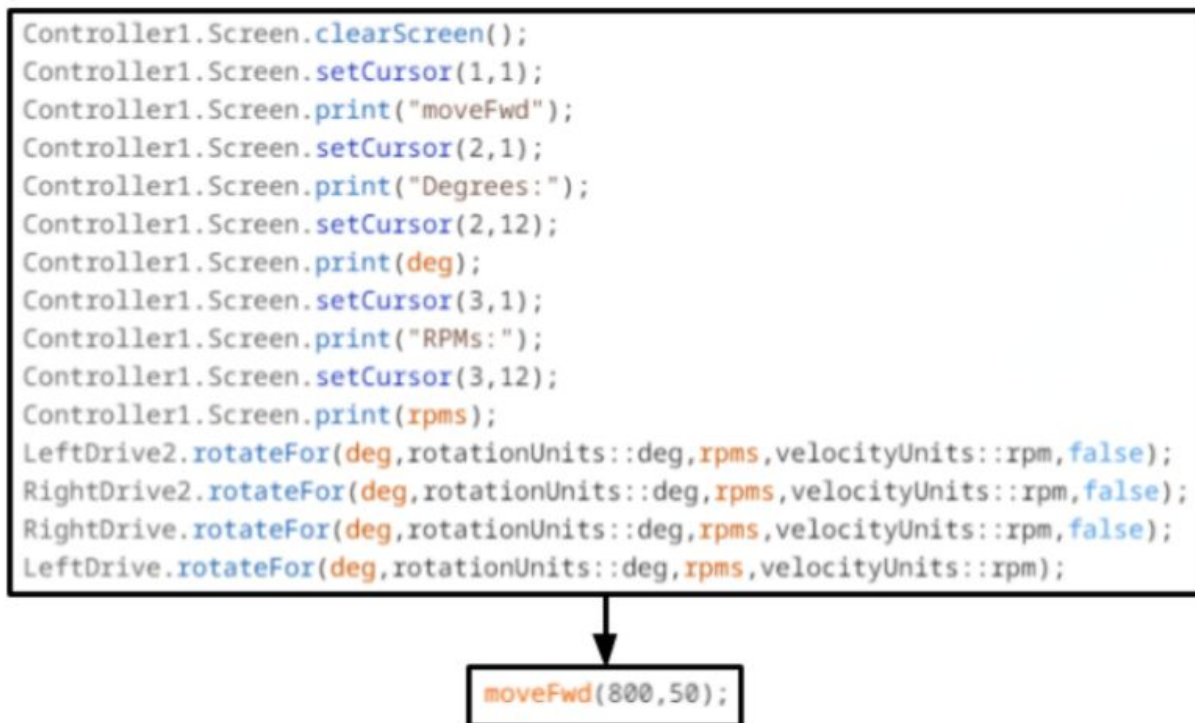 Controller1.Screen.clearScreen();
Controller1.Screen.setCursor(1,1);
Controller1.Screen.print("moveFwd");
Controller1.Screen.setCursor(2,1);
Controller1.Screen.print("Degrees:");
Controller1.Screen.setCursor(2,12);
Controller1.Screen.print(deg);
Controller1.Screen.setCursor(3,1);
Controller1.Screen.print("RPMs:");
Controller1.Screen.setCursor(3,12);
Controller1.Screen.print(rpms);
LeftDrive2.rotateFor(deg,rotationUnits::deg,rpms,velocityUnits::rpm,false);
RightDrive2.rotateFor(deg,rotationUnits::deg,rpms,velocityUnits::rpm,false);
RightDrive.rotateFor(deg,rotationUnits::deg,rpms,velocityUnits::rpm,false);
LeftDrive.rotateFor(deg,rotationUnits::deg,rpms,velocityUnits::rpm);
moveFwd(800,50);